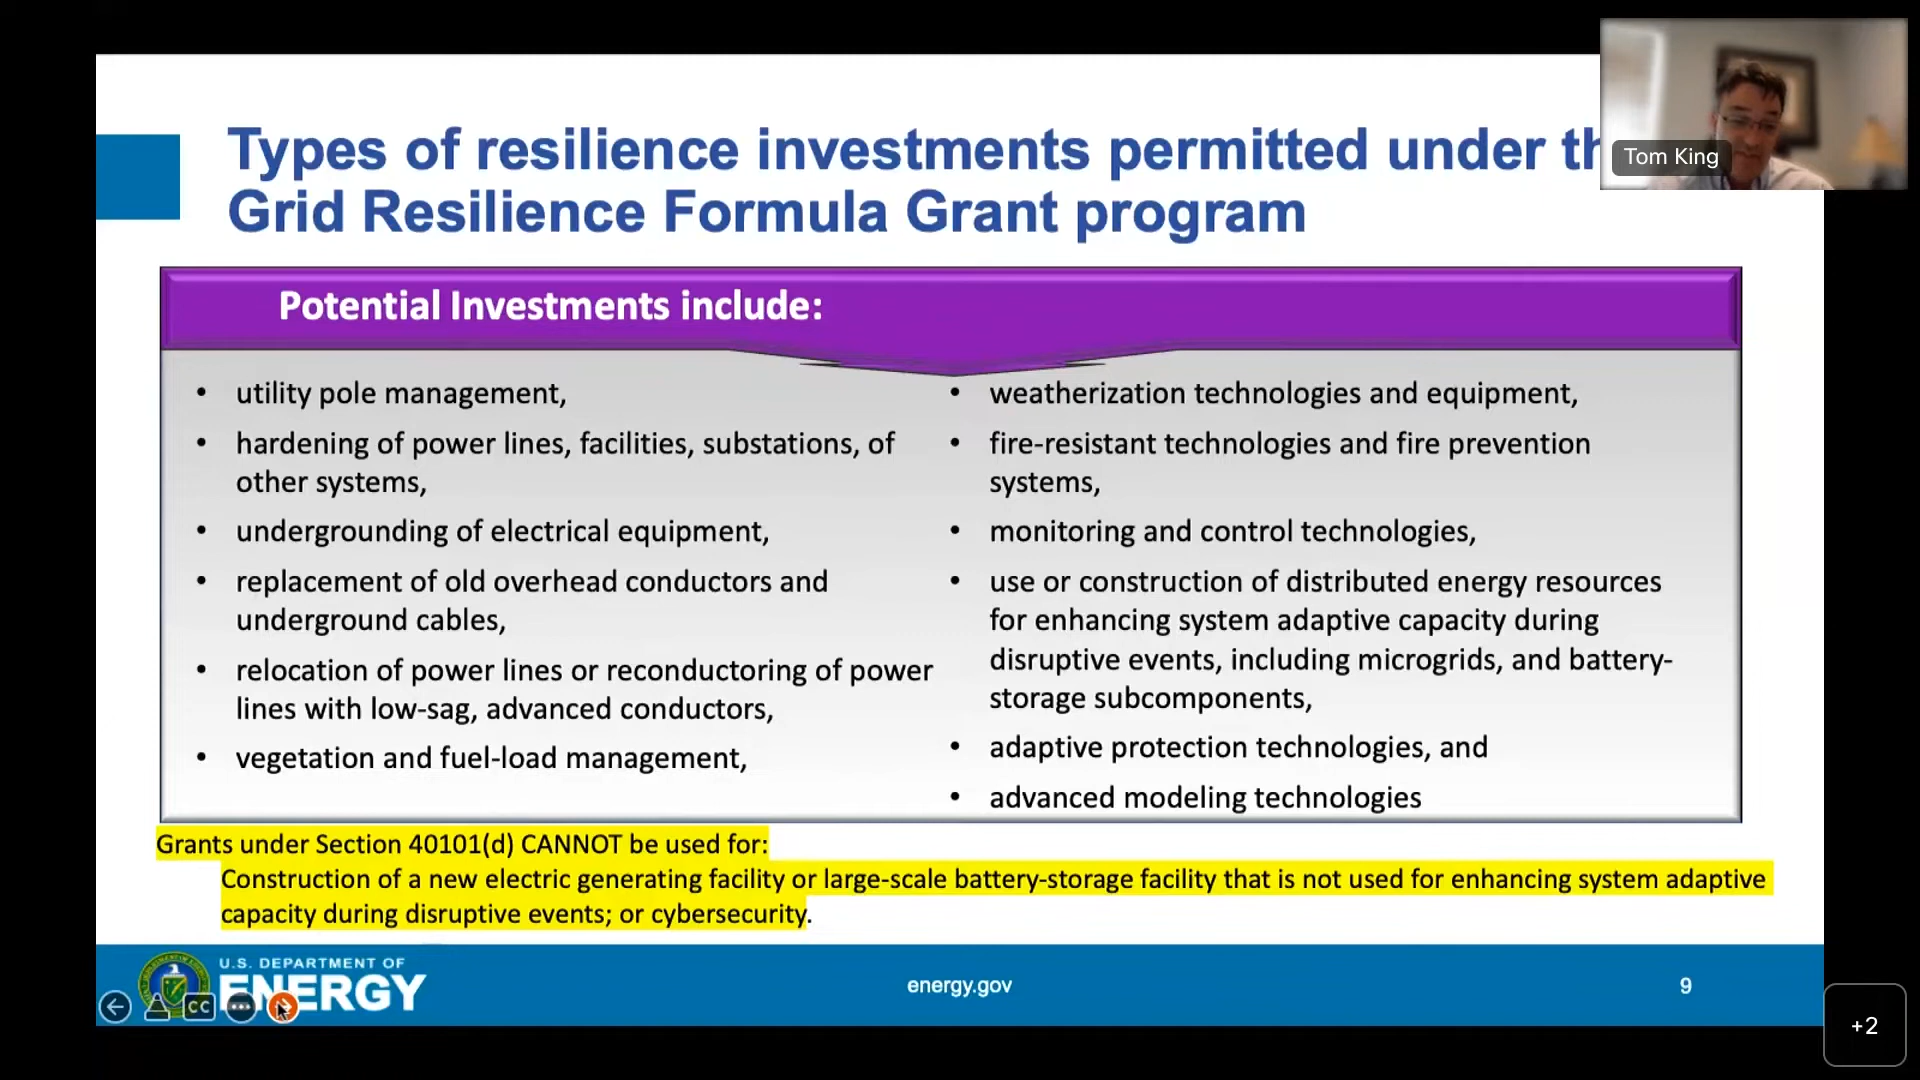 Types of resilience investments permitted under th
Grid Resilience Formula Grant program
Tom King
Potential Investments include:
• utility pole management,
• hardening of power lines, facilities, substations, of
other systems,
• undergrounding of electrical equipment,
• replacement of old overhead conductors and
underground cables,
• relocation of power lines or reconductoring of power
lines with low-sag, advanced conductors,
• vegetation and fuel-load management,
• weatherization technologies and equipment,
• fire-resistant technologies and fire prevention
systems,
• monitoring and control technologies,
• use or construction of distributed energy resources
for enhancing system adaptive capacity during
disruptive events, including microgrids, and battery-
storage subcomponents,
• adaptive protection technologies, and
• advanced modeling technologies
Grants under Section 40101(d) CANNOT be used for:
Construction of a new electric generating facility or large-scale battery-storage facility that is not used for enhancing system adaptive
capacity during disruptive events; or cybersecurity.
U.S. DEPARTMENT OF
ENERGY
CC
energy.gov
9
+2